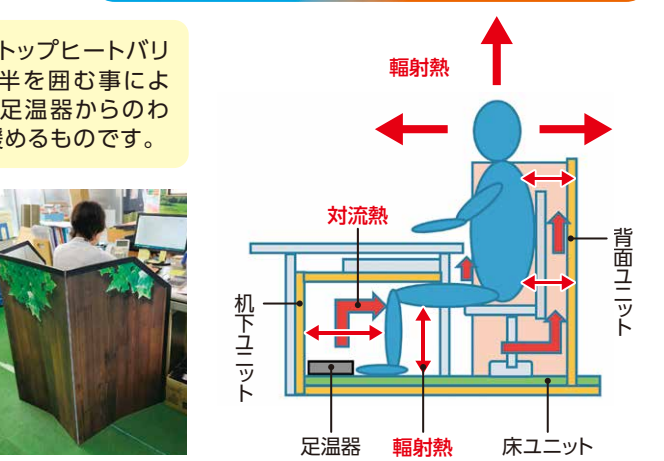 トップヒートバリ
半を囲む事によ
足温器からのわ
暖めるものです。
輻射熱
対流熱
背面ユニット
机下ユニット
足温器
輻射熱
床ユニット